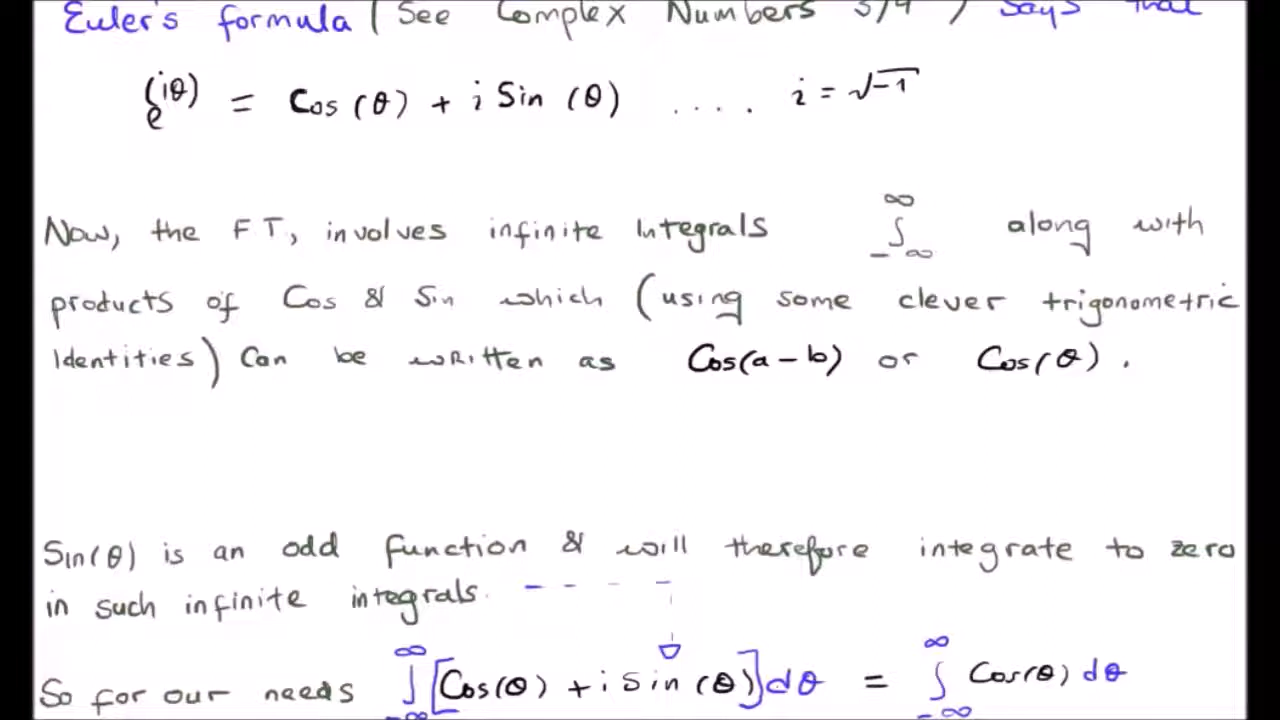 Euler's formula (See Complex Numbers 3/4) says that
e^(iθ) = Cos(θ) + i Sin(θ) .... i = √-1
Now, the FT, involves infinite Integrals ∫_{-∞}^{∞} along with
products of Cos & Sin which (using some clever trigonometric
Identities) Can be written as Cos(a-b) or Cos(θ).
Sin(θ) is an odd function & will therefore integrate to zero
in such infinite integrals.
So for our needs ∫_{-∞}^{∞} [Cos(θ) + i Sin(θ)]dθ = ∫_{-∞}^{∞} Cos(θ) dθ